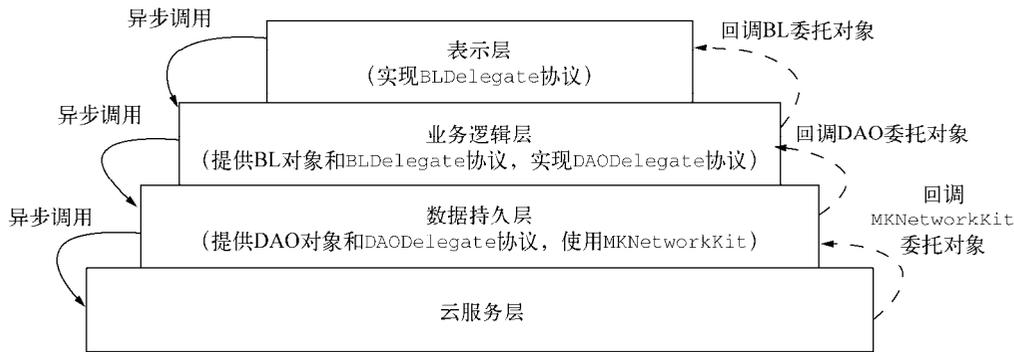 异步调用
表示层
(实现BLDelegate协议)
回调BL委托对象
异步调用
业务逻辑层
(提供BL对象和BLDelegate协议,实现DAODelegate协议)
回调DAO委托对象
异步调用
数据持久层
(提供DAO对象和DAODelegate协议,使用MKNetworkKit)
回调
MKNetworkKit
委托对象
云服务层